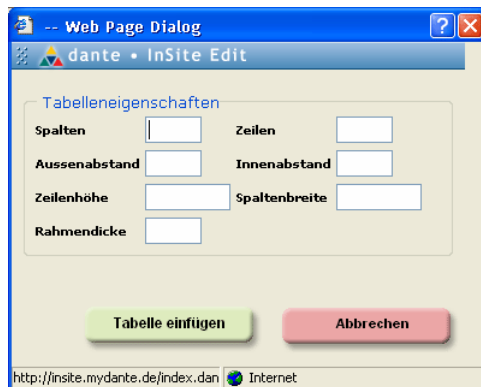 -- Web Page Dialog
dante • InSite Edit
Tabelleneigenschaften
Spalten Zeilen
Aussenabstand Innenabstand
Zeilenhöhe Spaltenbreite
Rahmendicke
Tabelle einfügen Abbrechen
http://insite.mydante.de/index.dan Internet